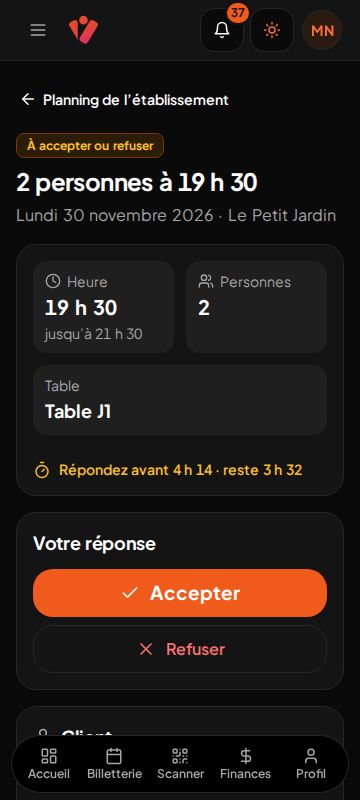 37
MN
Planning de l'établissement
À accepter ou refuser
2 personnes à 19 h 30
Lundi 30 novembre 2026 · Le Petit Jardin
Heure
19 h 30
jusqu'à 21 h 30
Personnes
2
Table
Table J1
Répondez avant 4 h 14 · reste 3 h 32
Votre réponse
Accepter
Refuser
Client
Accueil
Billetterie
Scanner
Finances
Profil